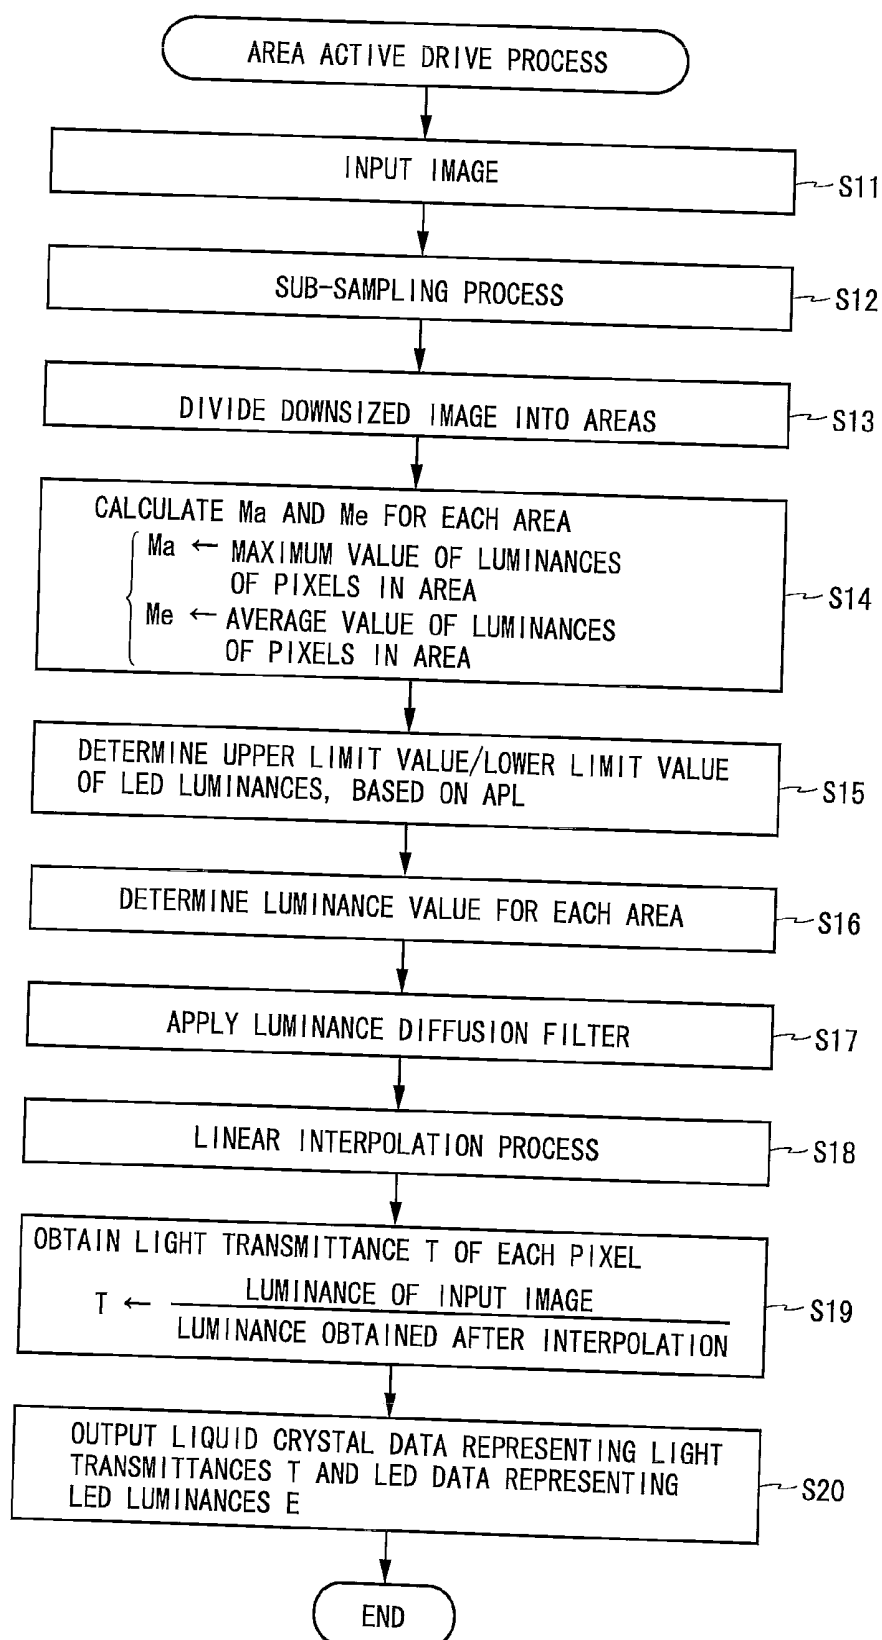 AREA ACTIVE DRIVE PROCESS
INPUT IMAGE
S11
SUB-SAMPLING PROCESS
S12
DIVIDE DOWNSIZED IMAGE INTO AREAS
S13
CALCULATE Ma AND Me FOR EACH AREA
Ma ← MAXIMUM VALUE OF LUMINANCES
OF PIXELS IN AREA
Me ← AVERAGE VALUE OF LUMINANCES
OF PIXELS IN AREA
S14
DETERMINE UPPER LIMIT VALUE/LOWER LIMIT VALUE
OF LED LUMINANCES, BASED ON APL
S15
DETERMINE LUMINANCE VALUE FOR EACH AREA
S16
APPLY LUMINANCE DIFFUSION FILTER
S17
LINEAR INTERPOLATION PROCESS
S18
OBTAIN LIGHT TRANSMITTANCE T OF EACH PIXEL
LUMINANCE OF INPUT IMAGE
T ←
LUMINANCE OBTAINED AFTER INTERPOLATION
S19
OUTPUT LIQUID CRYSTAL DATA REPRESENTING LIGHT
TRANSMITTANCES T AND LED DATA REPRESENTING
LED LUMINANCES E
S20
END